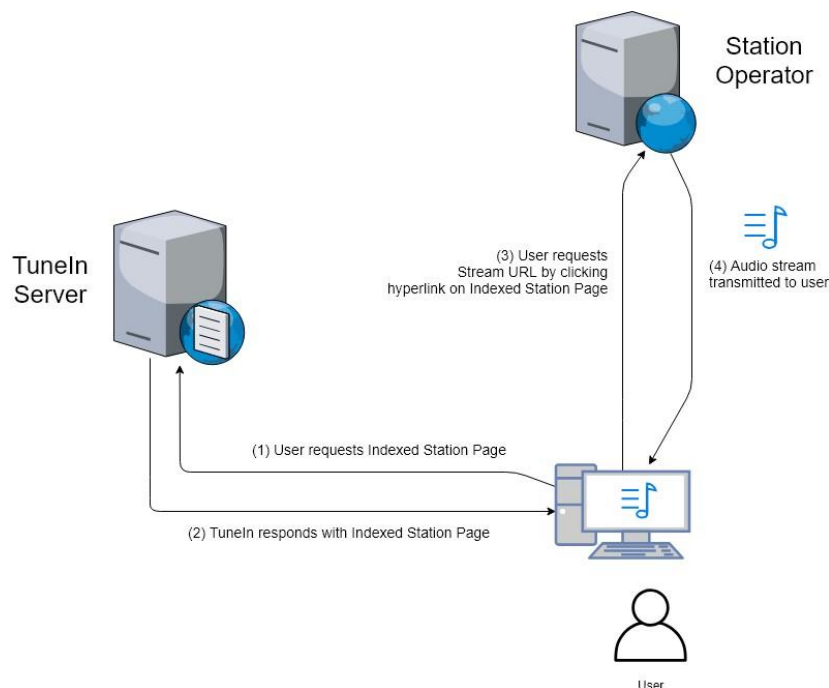 Station
Operator
TuneIn
Server
(3) User requests
Stream URL by clicking
hyperlink on Indexed Station Page
(4) Audio stream
transmitted to user
(1) User requests Indexed Station Page
(2) TuneIn responds with Indexed Station Page
User